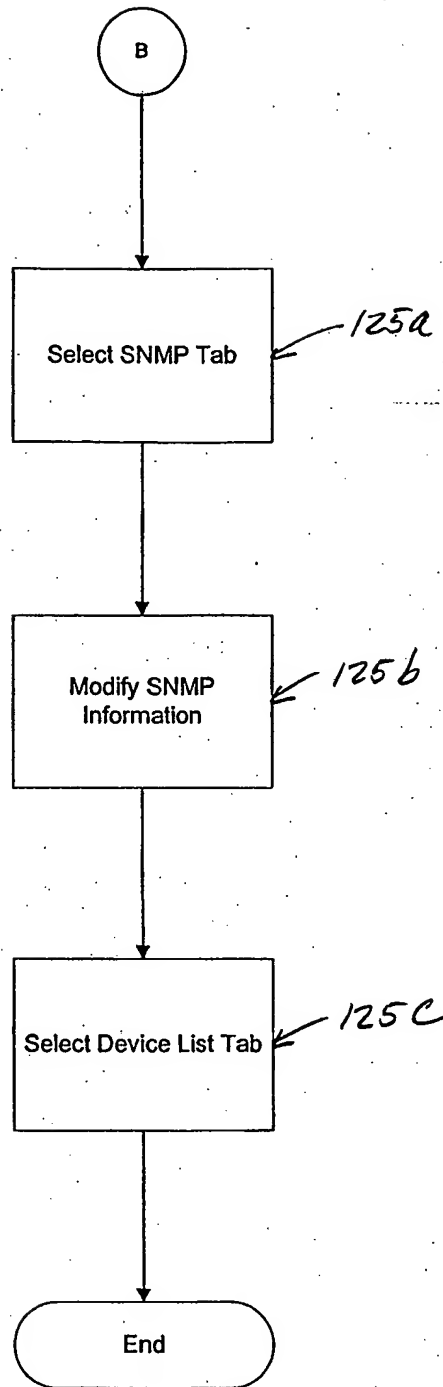 B
Select SNMP Tab
125a
Modify SNMP
Information
125b
Select Device List Tab
125c
End